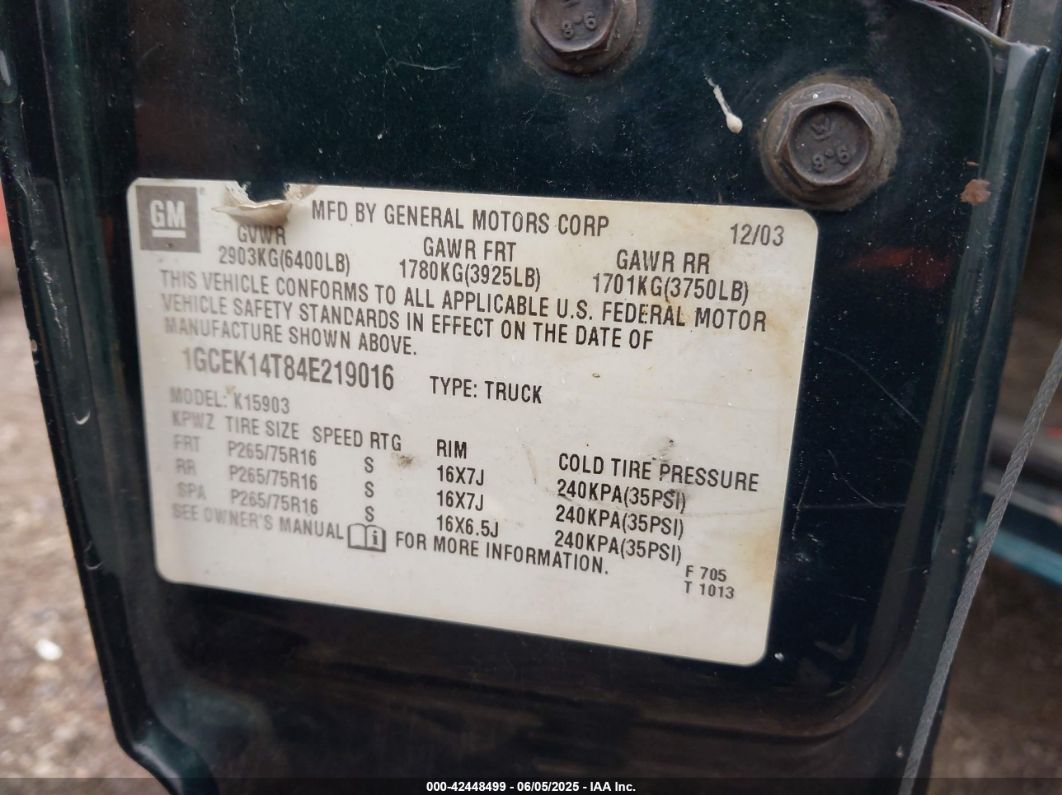 8-6
W
8-6
GM
MFD BY GENERAL MOTORS CORP 12/03
GVWR GAWR FRT GAWR RR
2903KG(6400LB) 1780KG(3925LB) 1701KG(3750LB)
THIS VEHICLE CONFORMS TO ALL APPLICABLE U.S. FEDERAL MOTOR
VEHICLE SAFETY STANDARDS IN EFFECT ON THE DATE OF
MANUFACTURE SHOWN ABOVE.
1GCEK14T84E219016 TYPE: TRUCK
MODEL: K15903
KPWZ TIRE SIZE SPEED RTG RIM COLD TIRE PRESSURE
FRT P265/75R16 S 16X7J 240KPA(35PSI)
RR P265/75R16 S 16X7J 240KPA(35PSI)
SPA P265/75R16 S 16X6.5J 240KPA(35PSI)
SEE OWNER'S MANUAL i FOR MORE INFORMATION.
F 705
T 1013
000-42448499 - 06/05/2025 - IAA Inc.